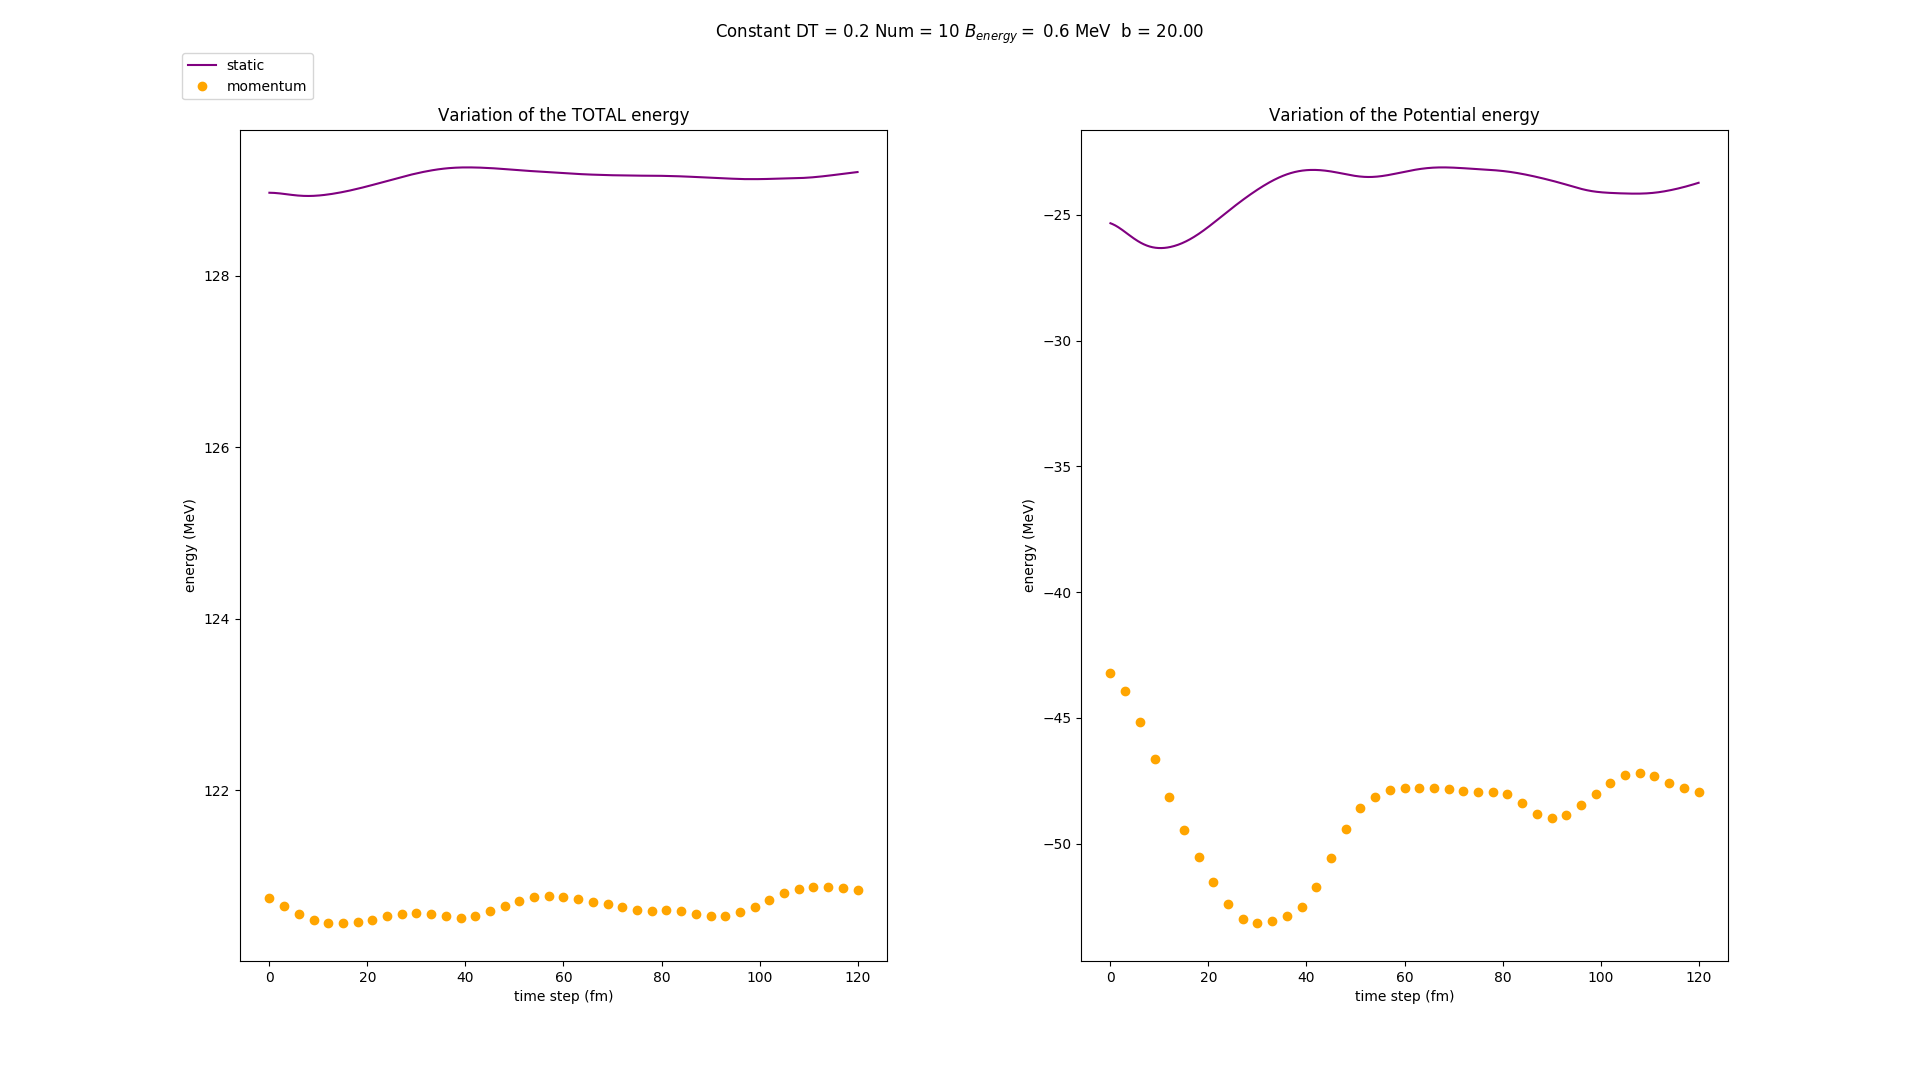 Constant DT = 0.2 Num = 10 B_energy = 0.6 MeV b = 20.00
static
momentum
Variation of the TOTAL energy
128
126
124
122
energy (MeV)
0 20 40 60 80 100 120
time step (fm)
Variation of the Potential energy
−25
−30
−35
−40
−45
−50
energy (MeV)
0 20 40 60 80 100 120
time step (fm)